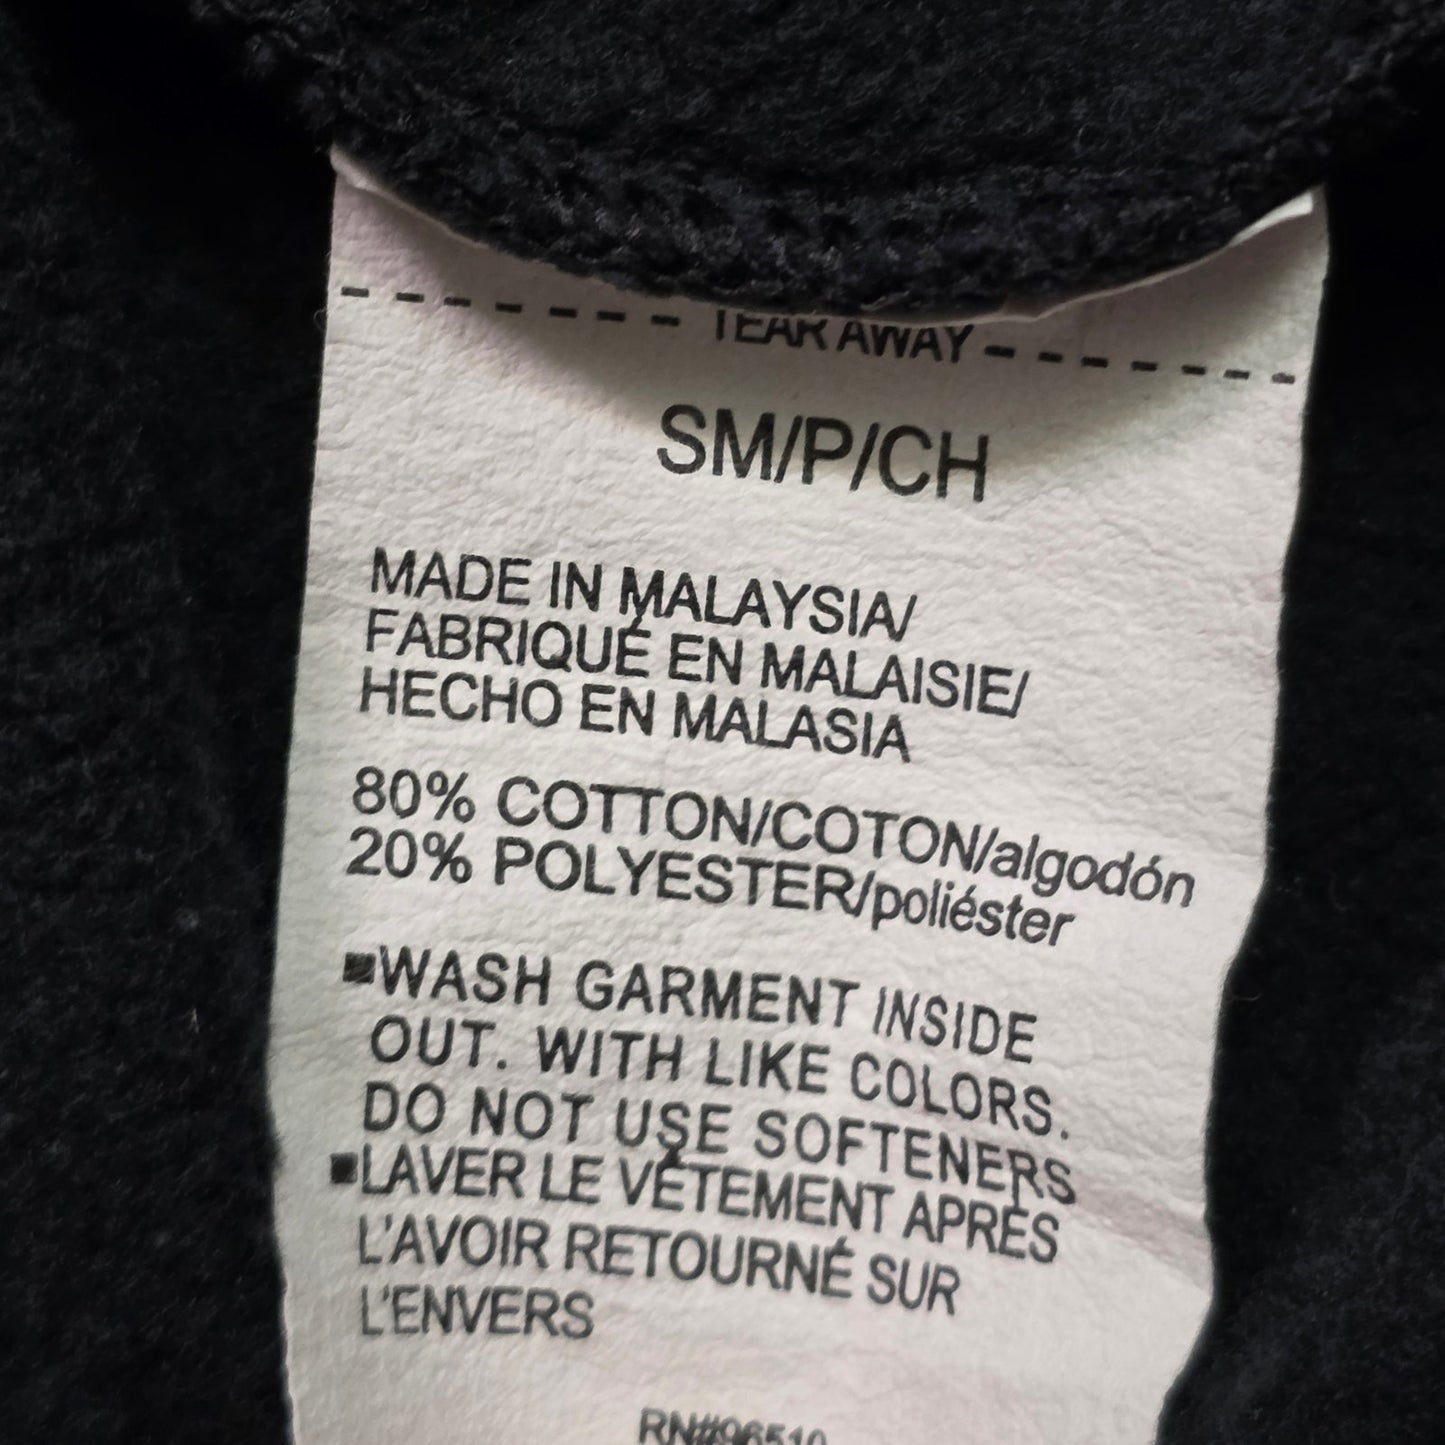 TEAR AWAY
SM/P/CH
MADE IN MALAYSIA/
FABRIQUÉ EN MALAISIE/
HECHO EN MALASIA
80% COTTON/COTON/algodón
20% POLYESTER/poliéster
▪WASH GARMENT INSIDE
OUT. WITH LIKE COLORS.
DO NOT USE SOFTENERS
▪LAVER LE VÊTEMENT APRÈS
L'AVOIR RETOURNÉ SUR
L'ENVERS
RN#96510